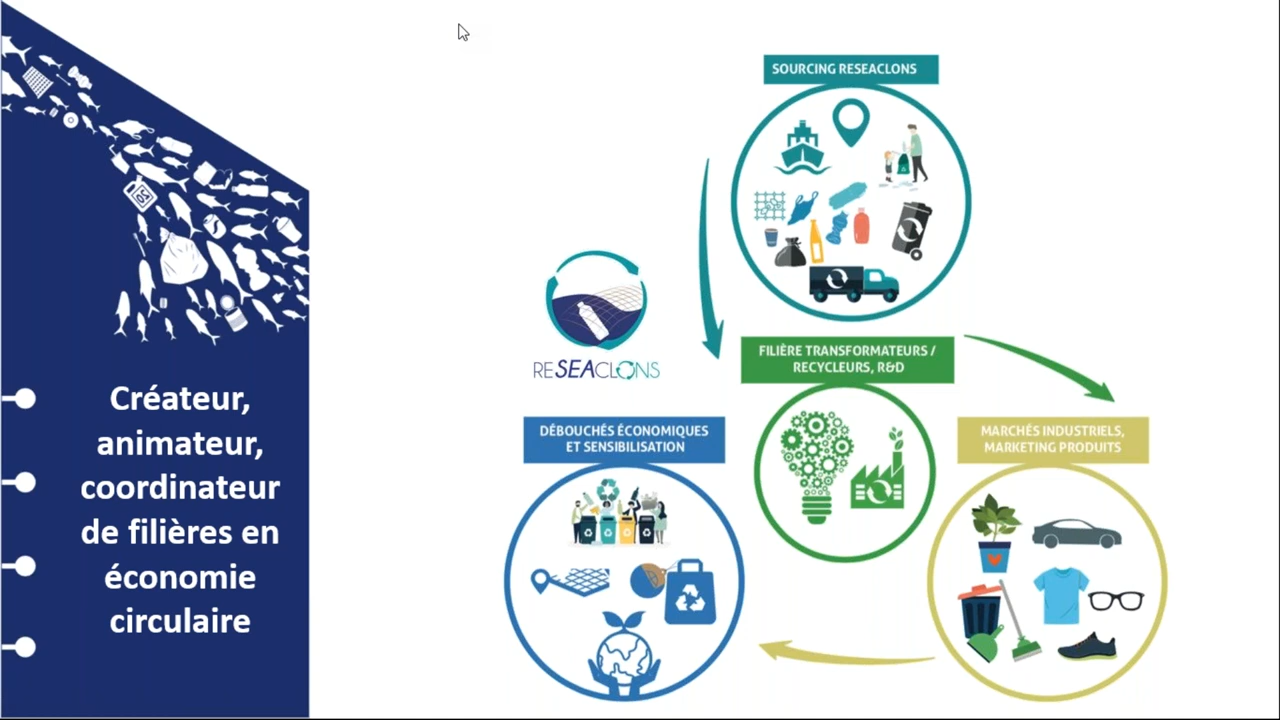 Créateur,
animateur,
coordinateur
de filières en
économie
circulaire
SOURCING RESEACLONS
RESEACLONS
FILIÈRE TRANSFORMATEURS /
RECYCLEURS, R&D
DÉBOUCHÉS ÉCONOMIQUES
ET SENSIBILISATION
MARCHÉS INDUSTRIELS,
MARKETING PRODUITS